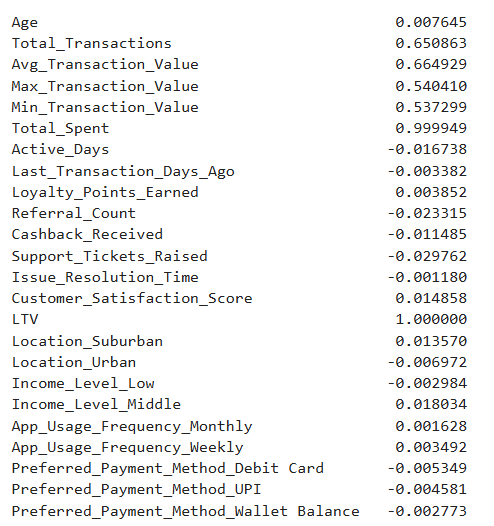 Age 0.007645
Total_Transactions 0.650863
Avg_Transaction_Value 0.664929
Max_Transaction_Value 0.540410
Min_Transaction_Value 0.537299
Total_Spent 0.999949
Active_Days -0.016738
Last_Transaction_Days_Ago -0.003382
Loyalty_Points_Earned 0.003852
Referral_Count -0.023315
Cashback_Received -0.011485
Support_Tickets_Raised -0.029762
Issue_Resolution_Time -0.001180
Customer_Satisfaction_Score 0.014858
LTV 1.000000
Location_Suburban 0.013570
Location_Urban -0.006972
Income_Level_Low -0.002984
Income_Level_Middle 0.018034
App_Usage_Frequency_Monthly 0.001628
App_Usage_Frequency_Weekly 0.003492
Preferred_Payment_Method_Debit Card -0.005349
Preferred_Payment_Method_UPI -0.004581
Preferred_Payment_Method_Wallet Balance -0.002773